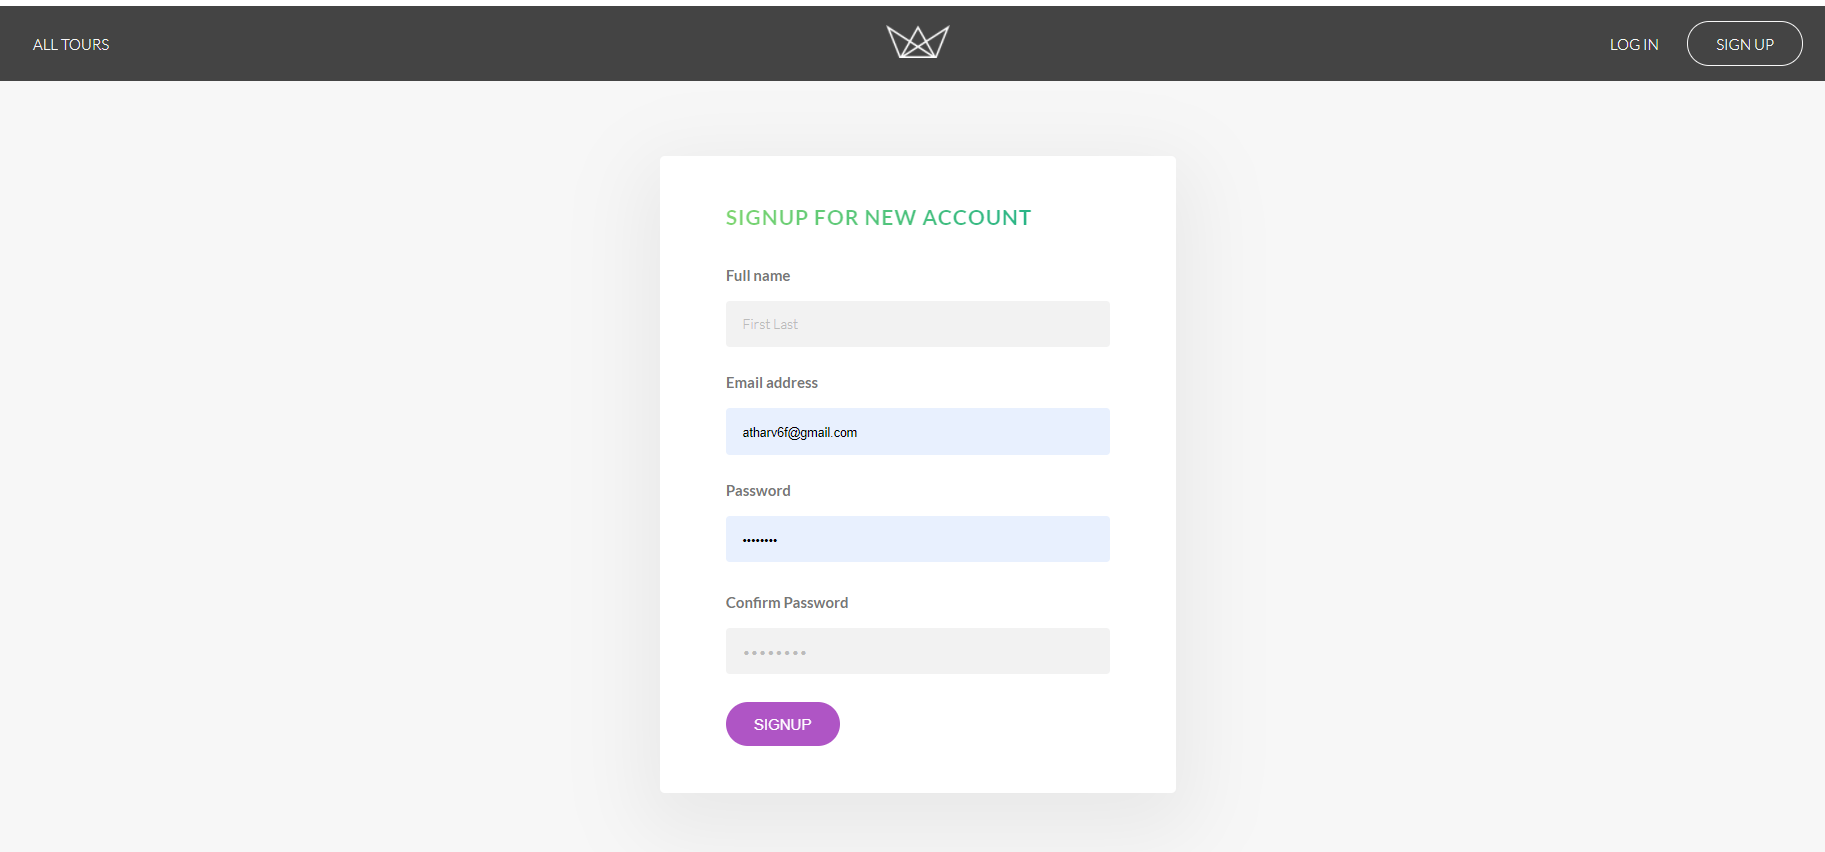 ALL TOURS
LOG IN
SIGN UP
SIGNUP FOR NEW ACCOUNT
Full name
First Last
Email address
atharv6f@gmail.com
Password
••••••••
Confirm Password
••••••••
SIGNUP